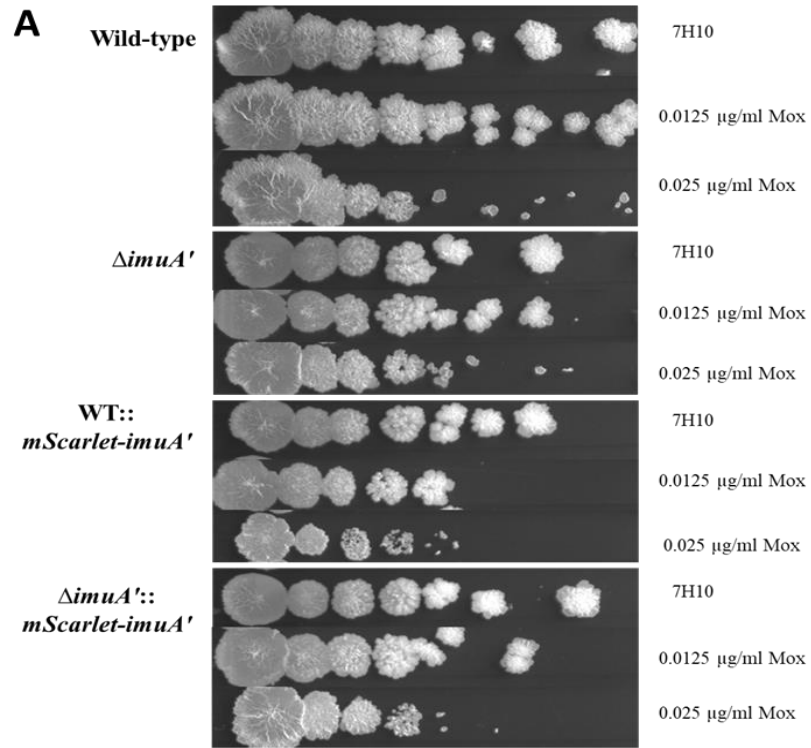 A
Wild-type
7H10
0.0125 µg/ml Mox
0.025 µg/ml Mox
ΔimuA'
7H10
0.0125 µg/ml Mox
0.025 µg/ml Mox
WT::
mScarlet-imuA'
7H10
0.0125 µg/ml Mox
0.025 µg/ml Mox
ΔimuA'::
mScarlet-imuA'
7H10
0.0125 µg/ml Mox
0.025 µg/ml Mox